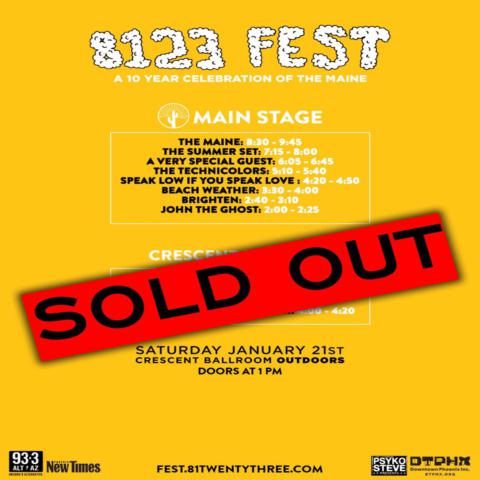 8123 FEST
A 10 YEAR CELEBRATION OF THE MAINE
MAIN STAGE
THE MAINE: 8:30 - 9:45
THE SUMMER SET: 7:15 - 8:00
A VERY SPECIAL GUEST: 6:05 - 6:45
THE TECHNICOLORS: 5:10 - 5:40
SPEAK LOW IF YOU SPEAK LOVE : 4:20 - 4:50
BEACH WEATHER: 3:30 - 4:00
BRIGHTEN: 2:40 - 3:10
JOHN THE GHOST: 2:00 - 2:25
CRESCENT
SOLD OUT
4:00 - 4:20
SATURDAY JANUARY 21ST
CRESCENT BALLROOM OUTDOORS
DOORS AT 1 PM
93.3
ALT AZ
New Times
FEST.81TWENTYTHREE.COM
PSYKO
STEVE
DTPHX
Downtown Phoenix Inc.
DTPHX.ORG